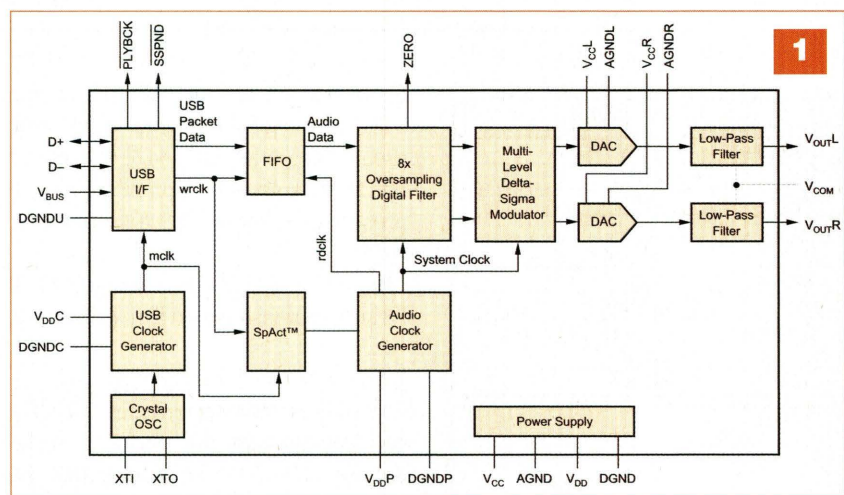 1
PLYBCK
SSPND
ZERO
VCCL
AGNDL
VCCR
AGNDR
USB
Packet
Data
Audio
Data
D+
D–
VBUS
DGNDU
USB
I/F
wrclk
FIFO
8x
Oversampling
Digital Filter
Multi-
Level
Delta-
Sigma
Modulator
DAC
DAC
Low-Pass
Filter
Low-Pass
Filter
VOUTL
VCOM
VOUTR
mclk
rdclk
System Clock
VDDC
DGNDC
USB
Clock
Generator
SpAct™
Audio
Clock
Generator
Crystal
OSC
Power Supply
XTI
XTO
VDDP
DGNDP
VCC
AGND
VDD
DGND